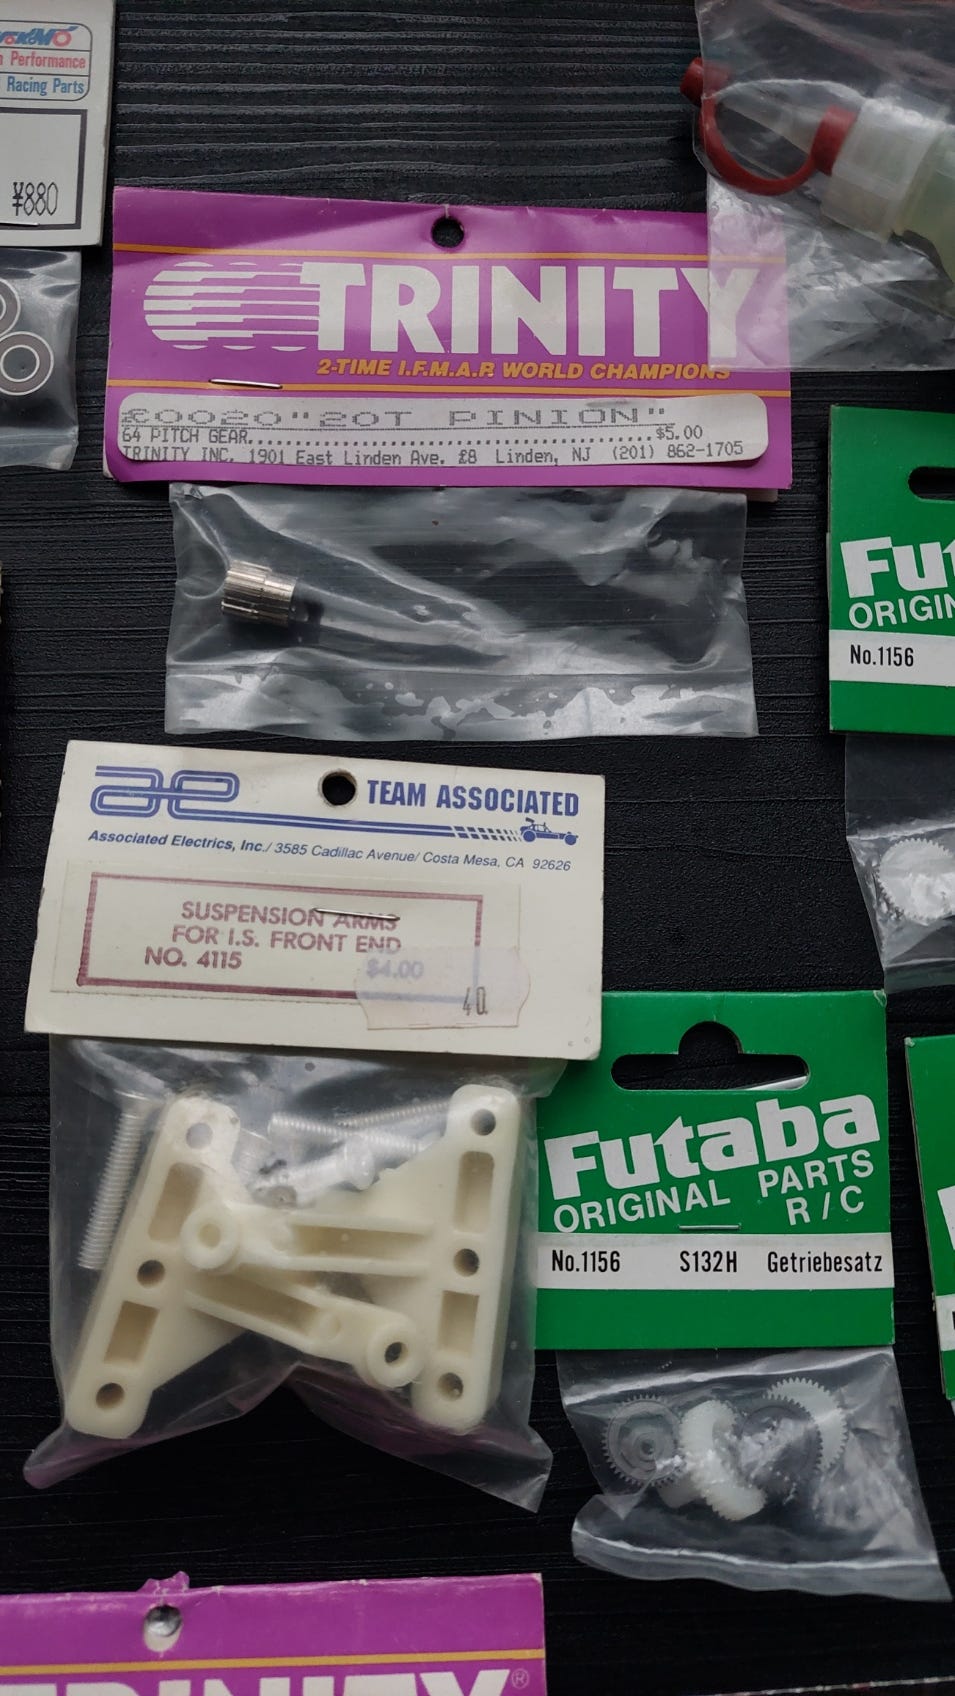 Performance
Racing Parts
¥880
TRINITY
2-TIME I.F.M.A.P. WORLD CHAMPIONS
£0020"20T PINION"
64 PITCH GEAR.......................................$5.00
TRINITY INC. 1901 East Linden Ave. £8 Linden, NJ (201) 862-1705
Fu
ORIGIN
No.1156
ae TEAM ASSOCIATED
Associated Electrics, Inc./ 3585 Cadillac Avenue/ Costa Mesa, CA 92626
SUSPENSION ARMS
FOR I.S. FRONT END
NO. 4115
$4.00
40
Futaba
ORIGINAL PARTS
R/C
No.1156 S132H Getriebesatz
TRINITY®